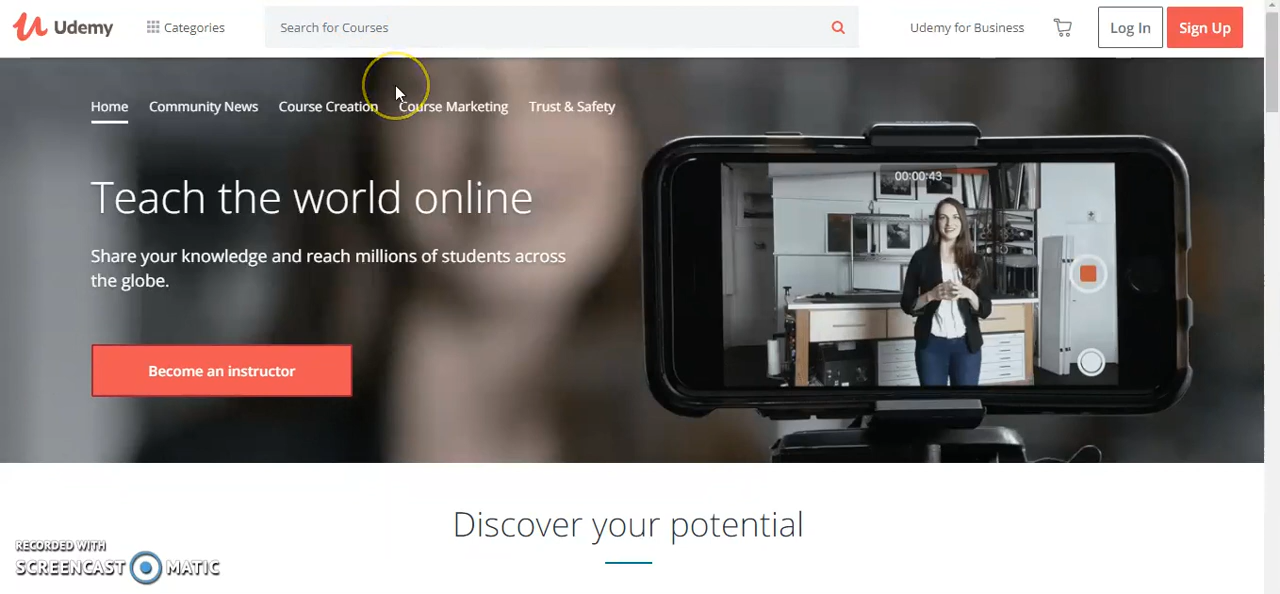 Udemy
Categories
Search for Courses
Udemy for Business
Log In
Sign Up
Home
Community News
Course Creation
Course Marketing
Trust & Safety
Teach the world online
Share your knowledge and reach millions of students across
the globe.
Become an instructor
00:00:43
Discover your potential
RECORDED WITH
SCREENCAST MATIC